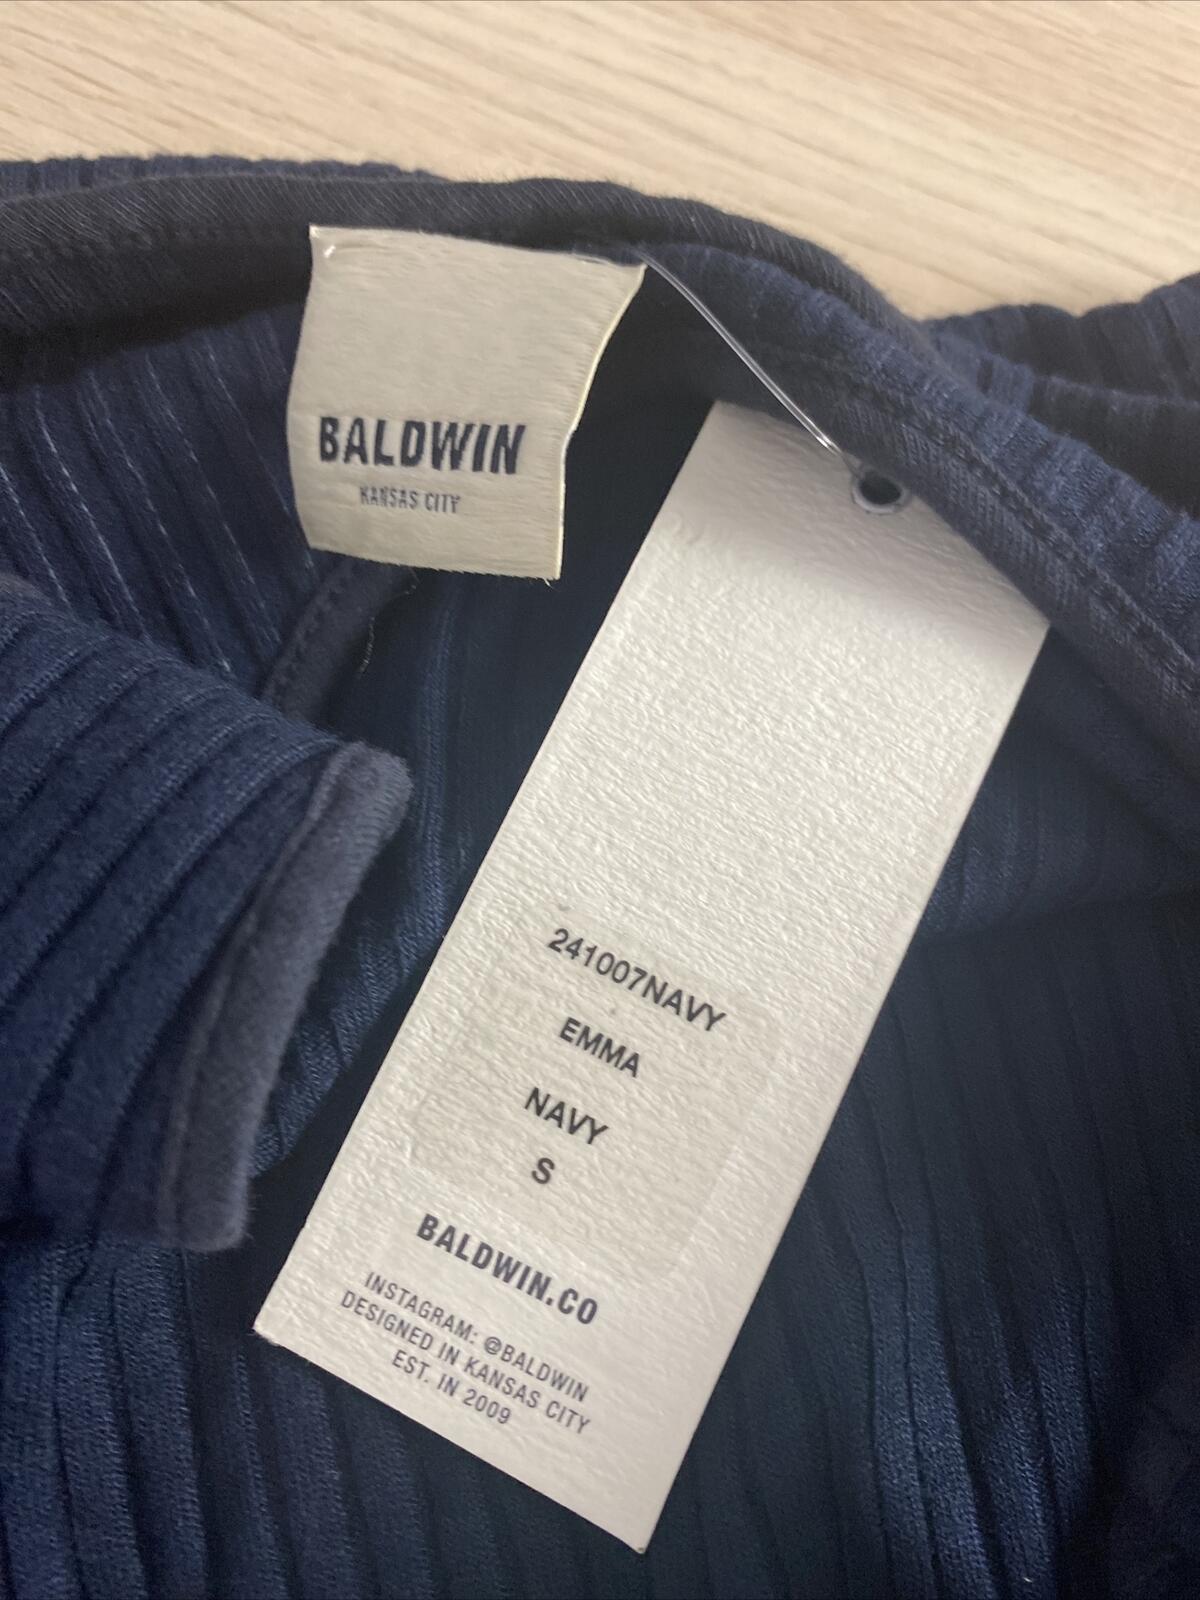 BALDWIN
KANSAS CITY
241007NAVY
EMMA
NAVY
S
BALDWIN.CO
INSTAGRAM: @BALDWIN
DESIGNED IN KANSAS CITY
EST. IN 2009